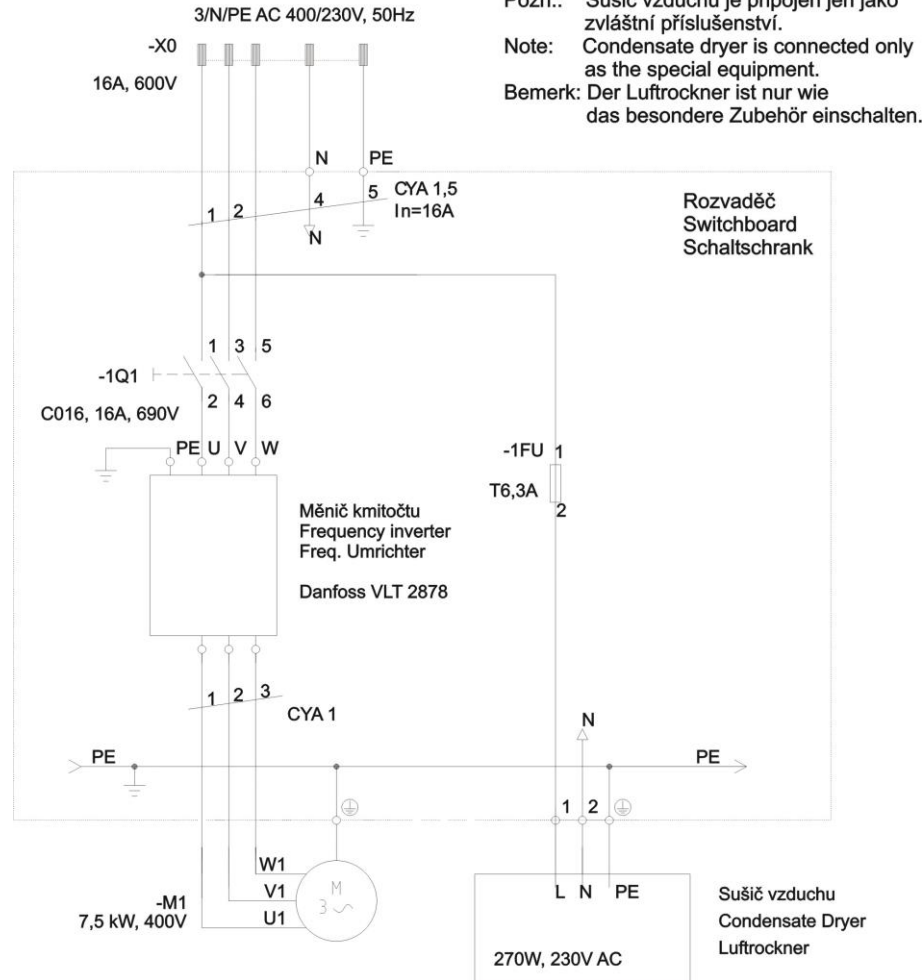 3/N/PE AC 400/230V, 50Hz
Pozn.: Sušič vzduchu je připojen jen jako
zvláštní příslušenství.
Note: Condensate dryer is connected only
as the special equipment.
Bemerk: Der Luftrockner ist nur wie
das besondere Zubehör einschalten.
-X0
16A, 600V
N PE
1 2 4 5
CYA 1,5
In=16A
N
Rozvaděč
Switchboard
Schaltschrank
1 3 5
-1Q1
2 4 6
C016, 16A, 690V
PE U V W
-1FU 1
T6,3A
2
Měnič kmitočtu
Frequency inverter
Freq. Umrichter
Danfoss VLT 2878
1 2 3
CYA 1
N
PE
PE
1 2
W1
V1
U1
M
3
-M1
7,5 kW, 400V
L N PE
270W, 230V AC
Sušič vzduchu
Condensate Dryer
Luftrockner